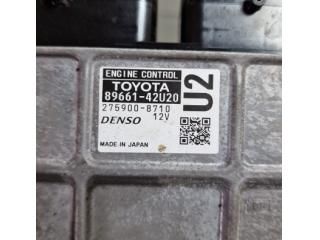 ENGINE CONTROL
TOYOTA
89661-42U20
275900-8710
DENSO 12V
MADE IN JAPAN
U2